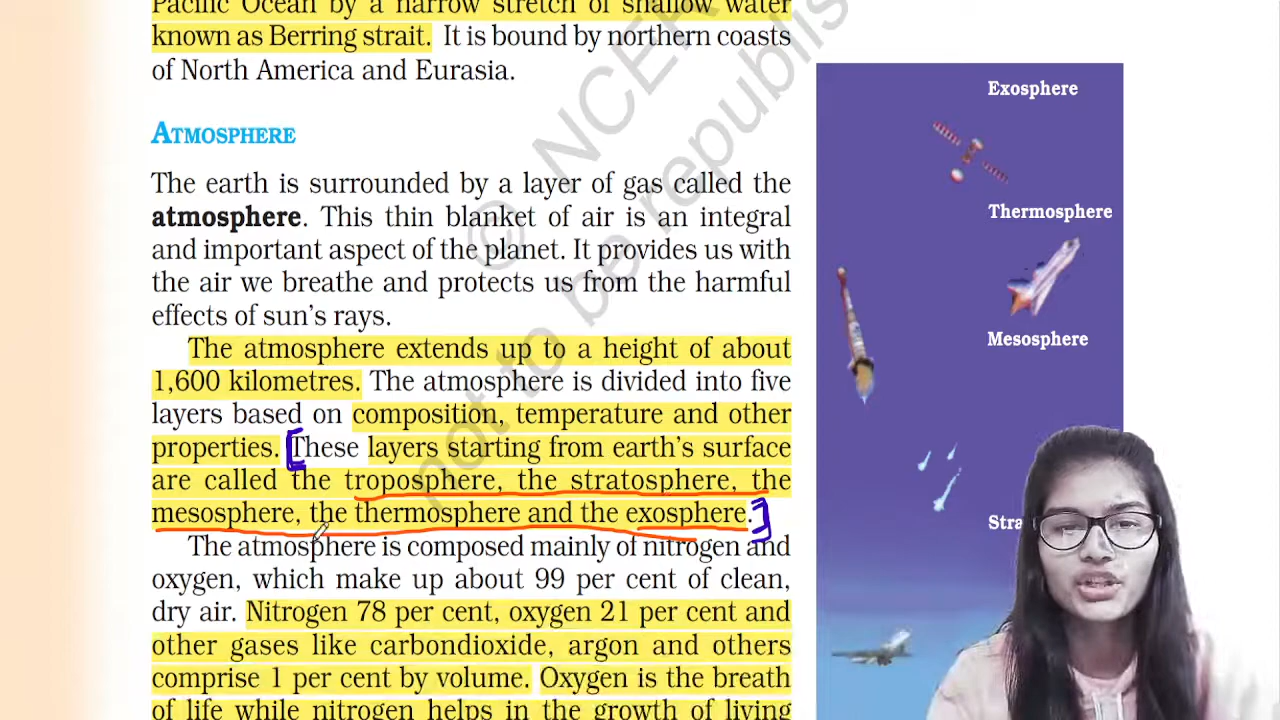 Pacific Ocean by a narrow stretch of shallow water
known as Berring strait. It is bound by northern coasts
of North America and Eurasia.
ATMOSPHERE
The earth is surrounded by a layer of gas called the
atmosphere. This thin blanket of air is an integral
and important aspect of the planet. It provides us with
the air we breathe and protects us from the harmful
effects of sun's rays.
The atmosphere extends up to a height of about
1,600 kilometres. The atmosphere is divided into five
layers based on composition, temperature and other
properties. [These layers starting from earth's surface
are called the troposphere, the stratosphere, the
mesosphere, the thermosphere and the exosphere.]
The atmosphere is composed mainly of nitrogen and
oxygen, which make up about 99 per cent of clean,
dry air. Nitrogen 78 per cent, oxygen 21 per cent and
other gases like carbondioxide, argon and others
comprise 1 per cent by volume. Oxygen is the breath
of life while nitrogen helps in the growth of living
Exosphere
Thermosphere
Mesosphere
Stra
© NCER
not to be republis